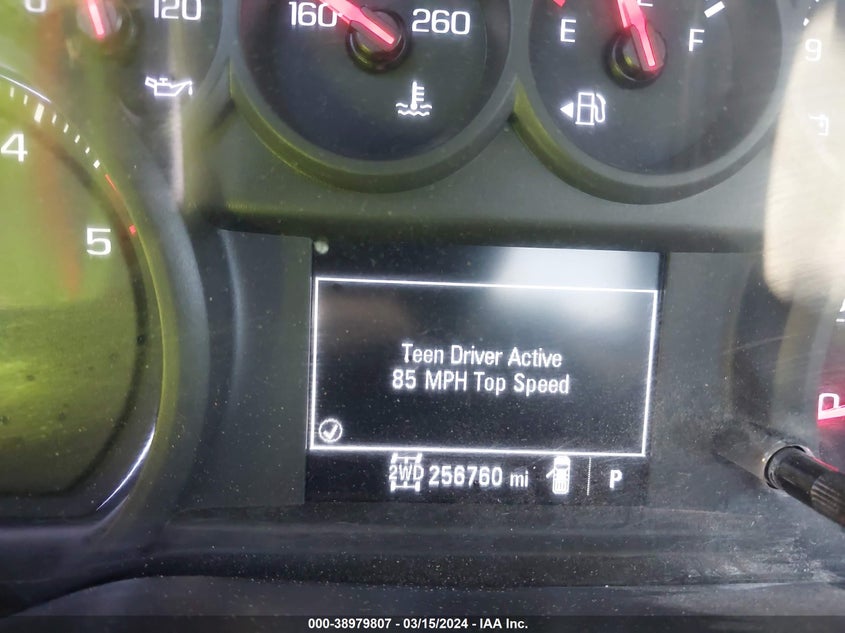 120
160 260
E F
4
5
9
Teen Driver Active
85 MPH Top Speed
2WD 256760 mi P
P
000-38979807 - 03/15/2024 - IAA Inc.